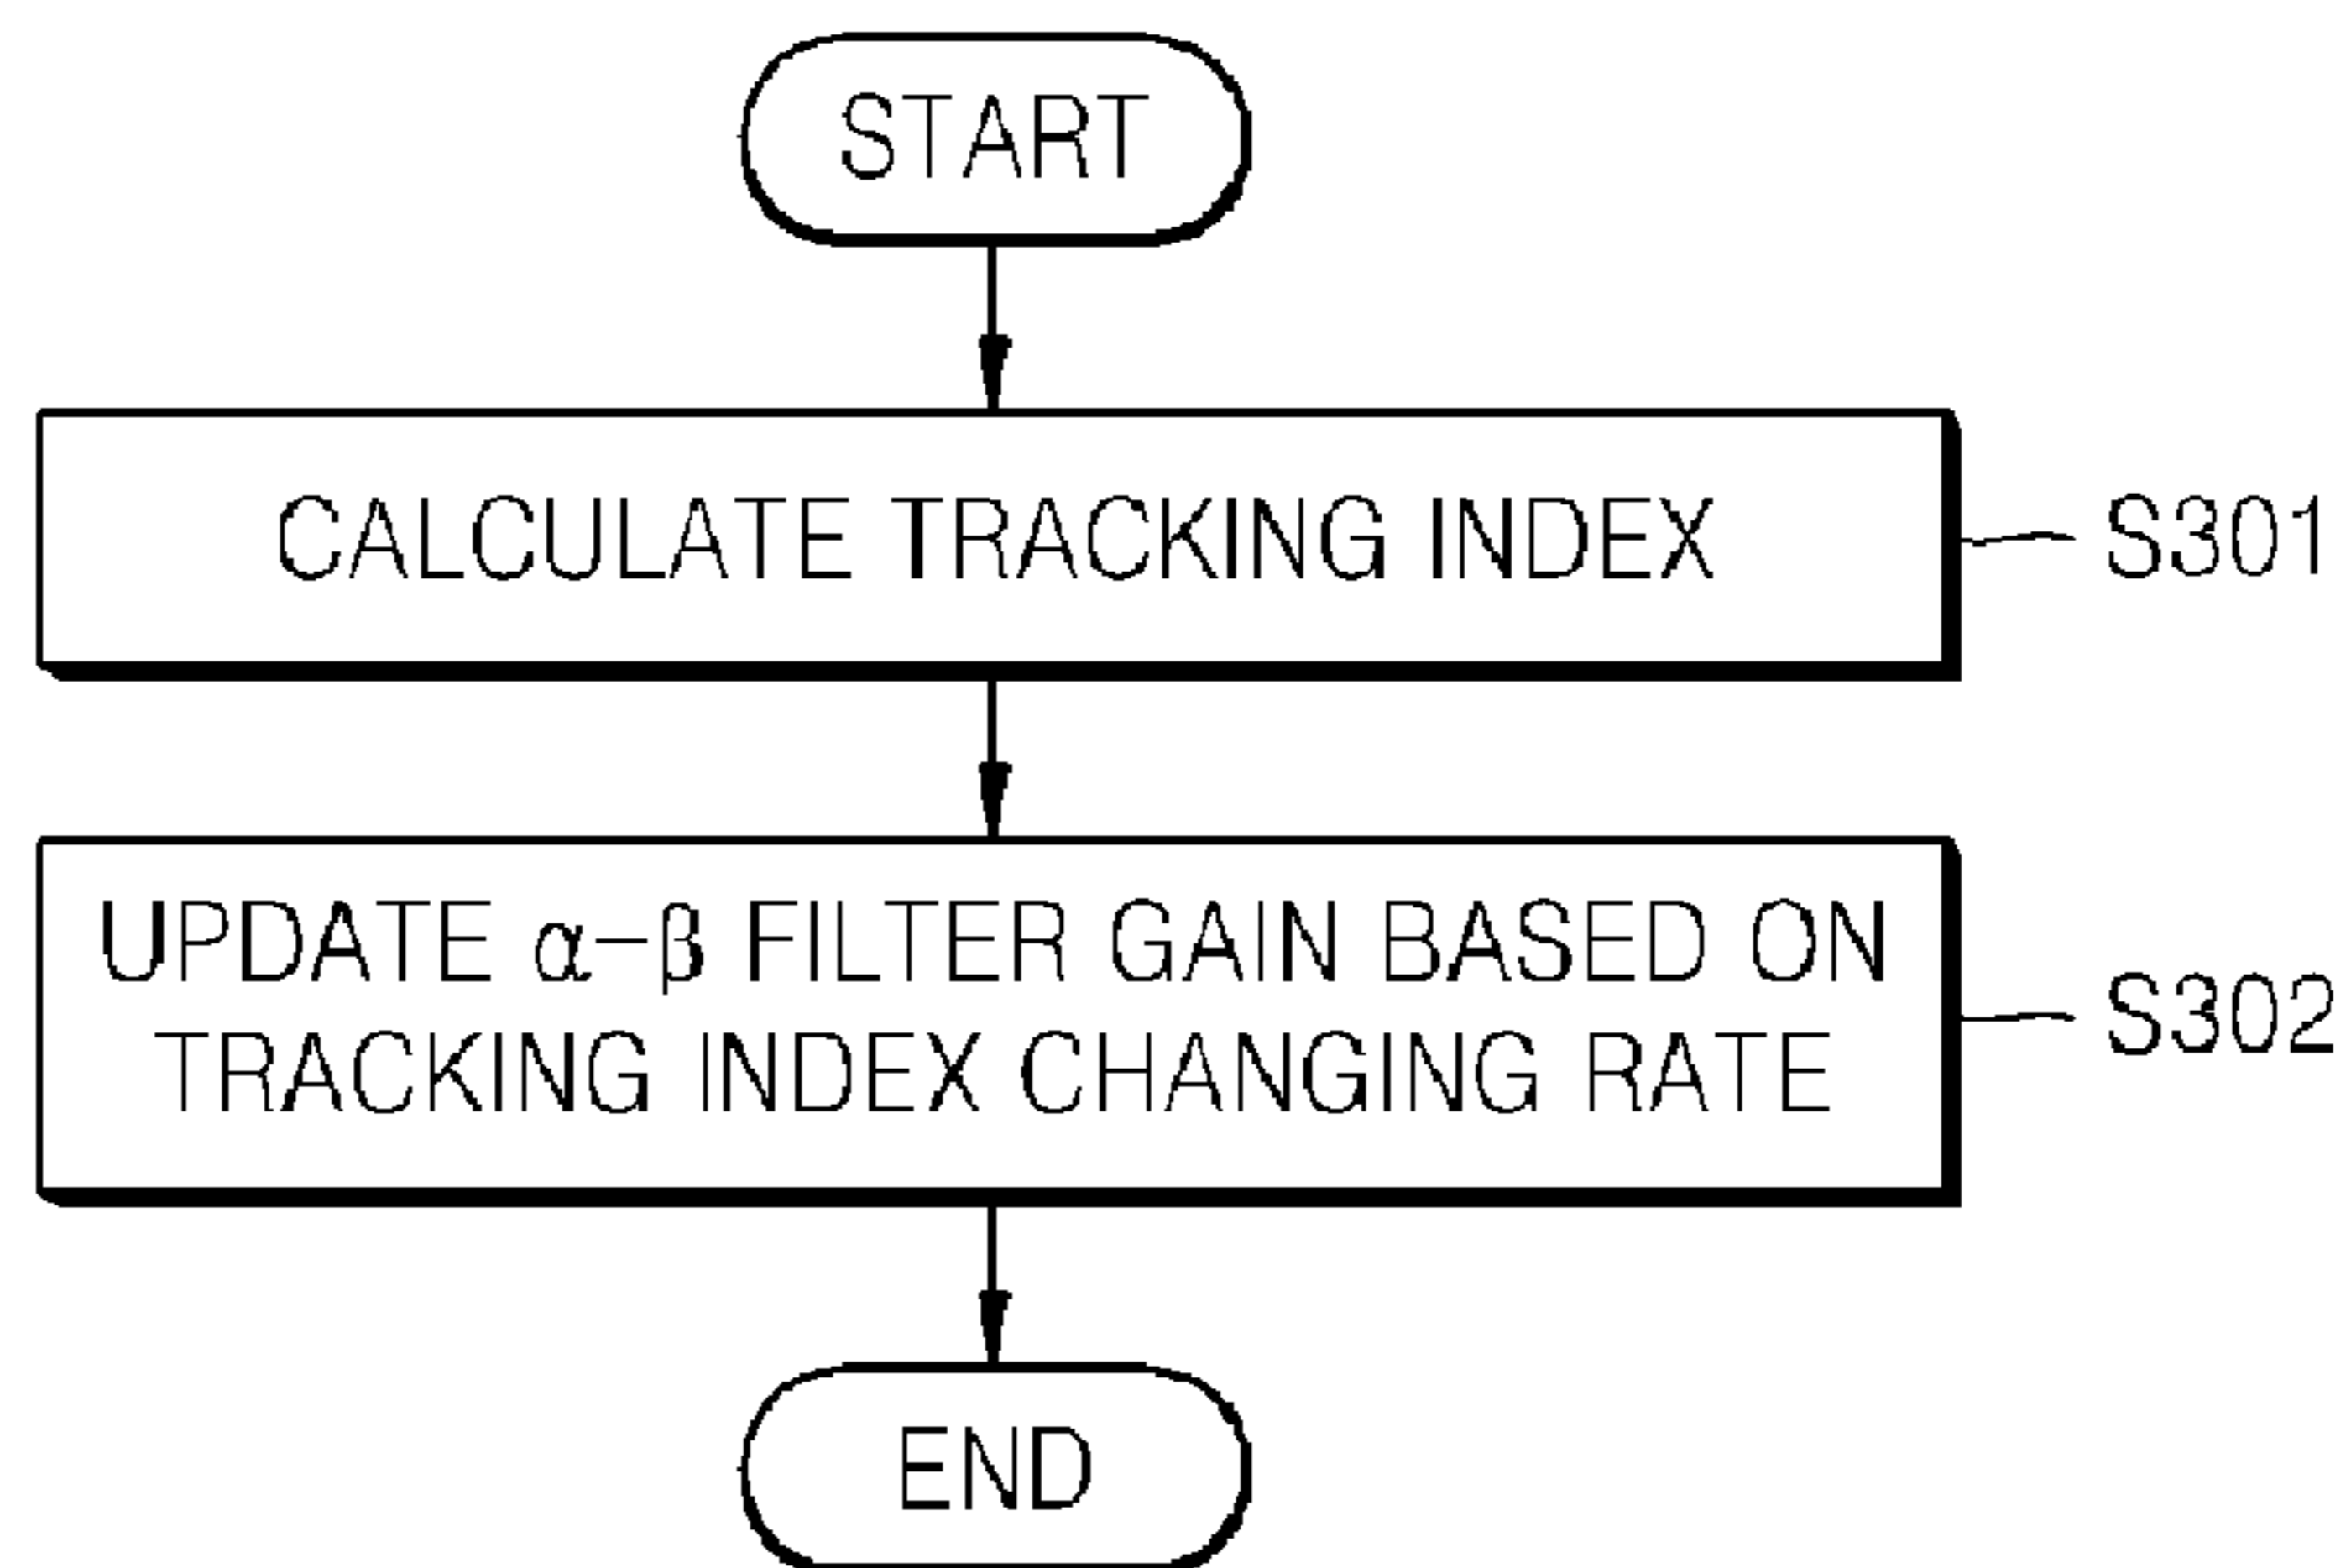 START
CALCULATE TRACKING INDEX
S301
UPDATE α-β FILTER GAIN BASED ON
TRACKING INDEX CHANGING RATE
S302
END